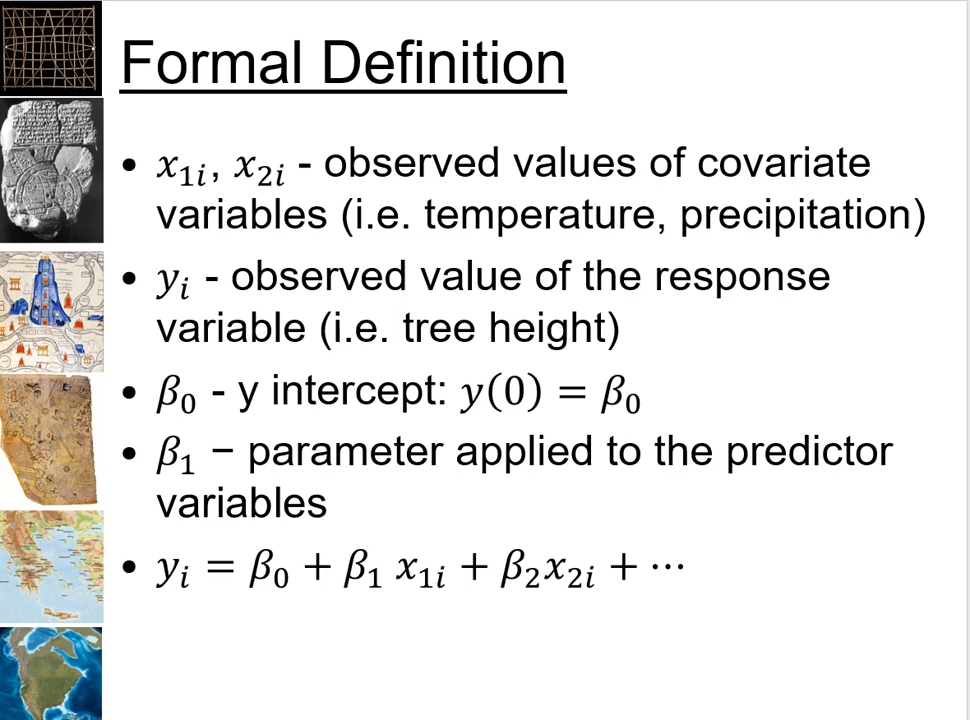 Formal Definition
• x₁ᵢ, x₂ᵢ - observed values of covariate
variables (i.e. temperature, precipitation)
• yᵢ - observed value of the response
variable (i.e. tree height)
• β₀ - y intercept: y(0) = β₀
• β₁ − parameter applied to the predictor
variables
• yᵢ = β₀ + β₁ x₁ᵢ + β₂x₂ᵢ + ⋯